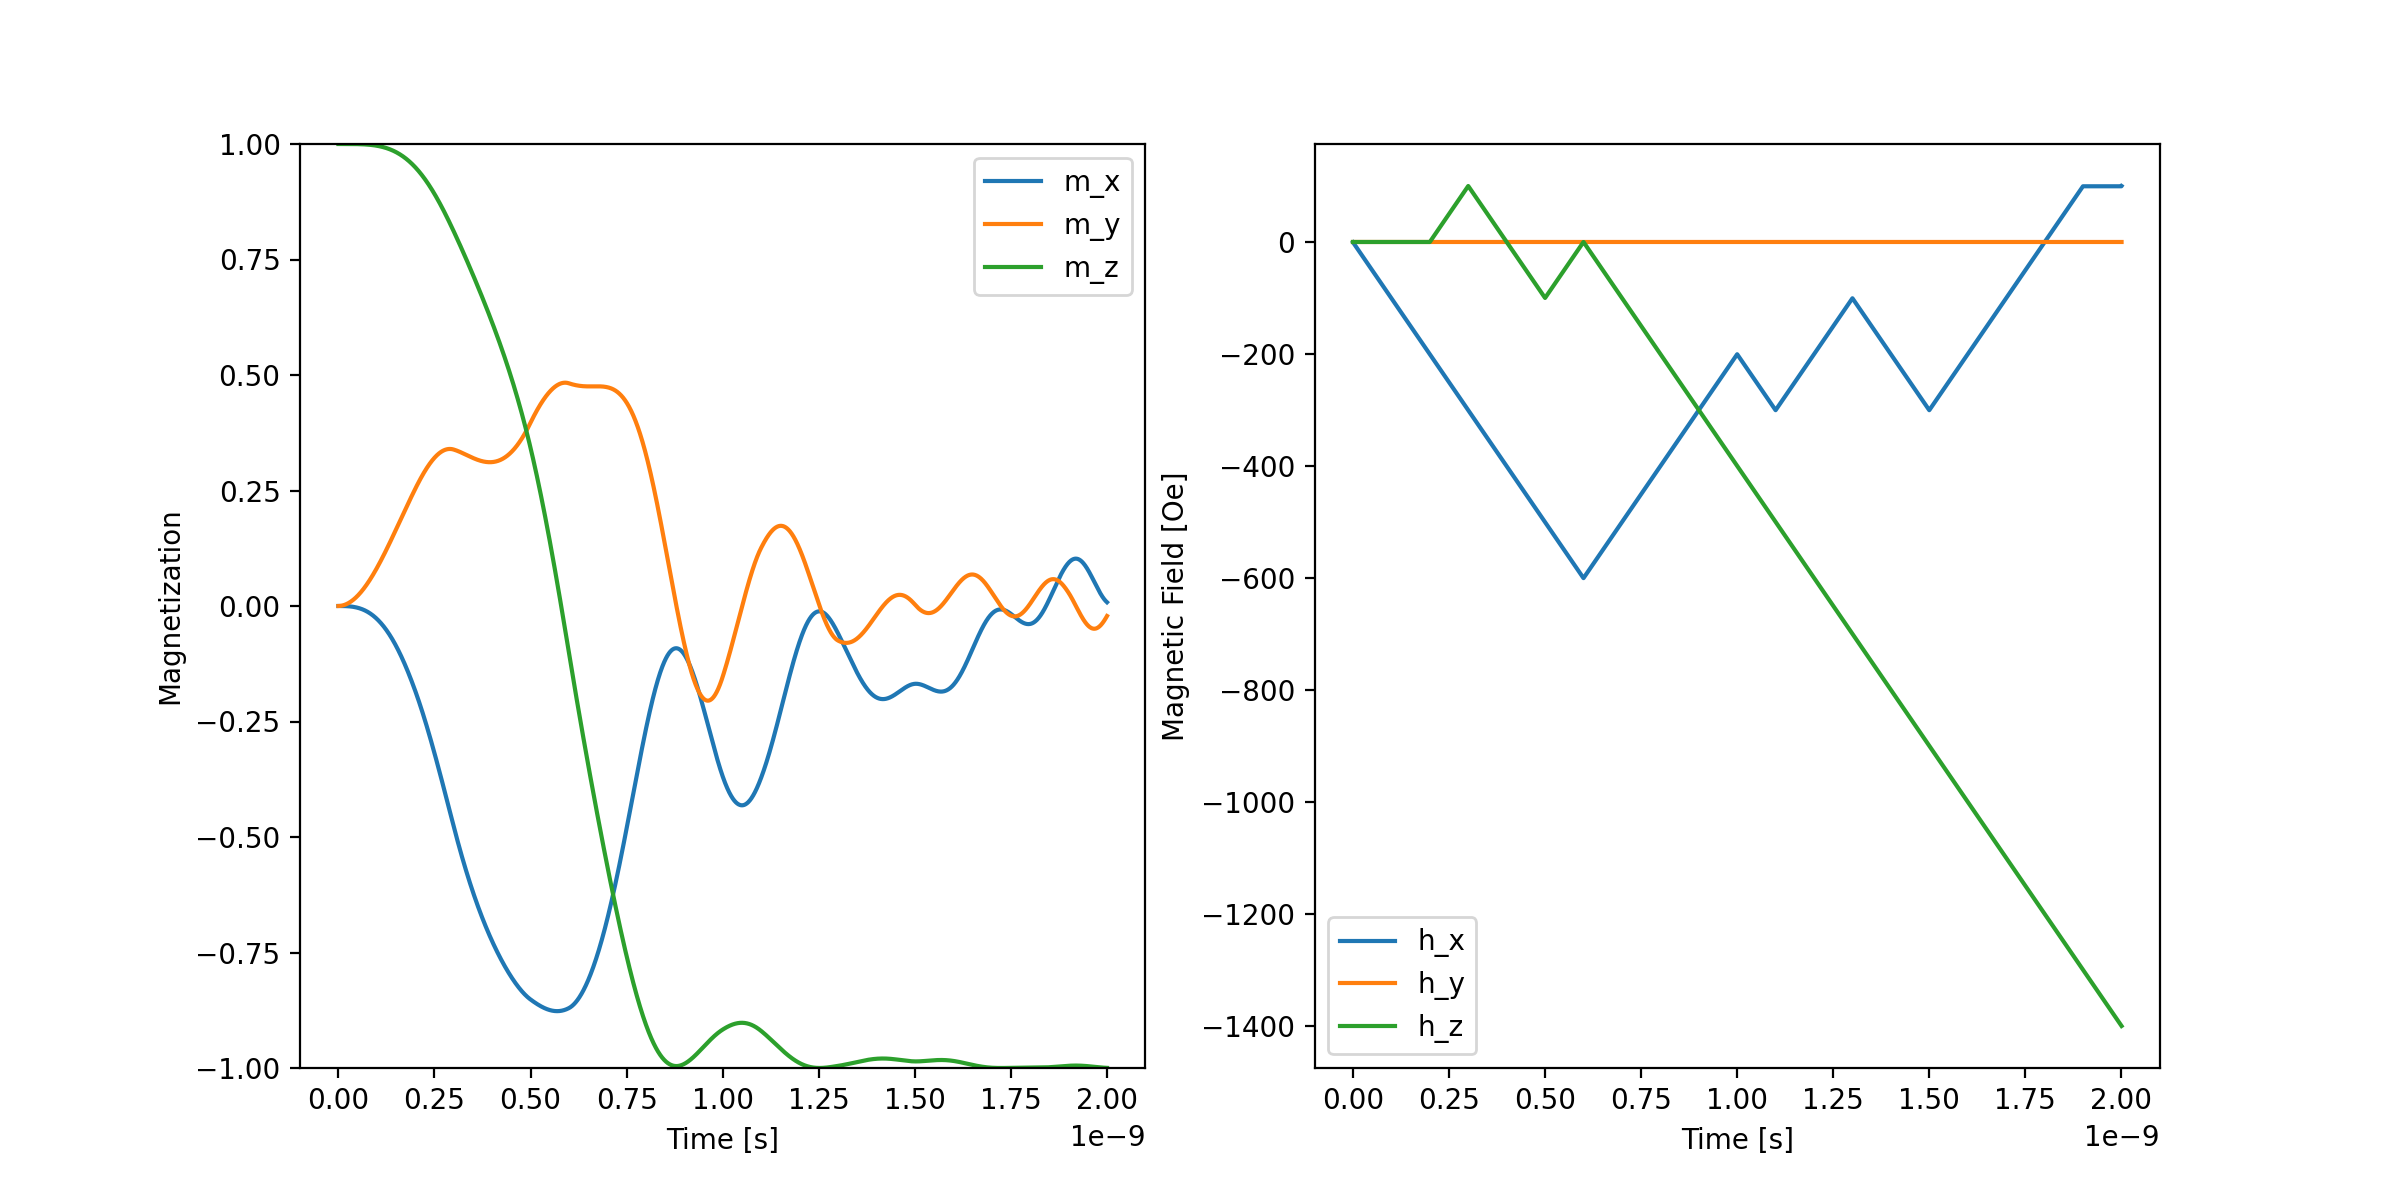 1.00
0.75
0.50
0.25
0.00
−0.25
−0.50
−0.75
−1.00
Magnetization
m_x
m_y
m_z
0.00 0.25 0.50 0.75 1.00 1.25 1.50 1.75 2.00
Time [s]
1e−9
0
−200
−400
−600
−800
−1000
−1200
−1400
Magnetic Field [Oe]
h_x
h_y
h_z
0.00 0.25 0.50 0.75 1.00 1.25 1.50 1.75 2.00
Time [s]
1e−9